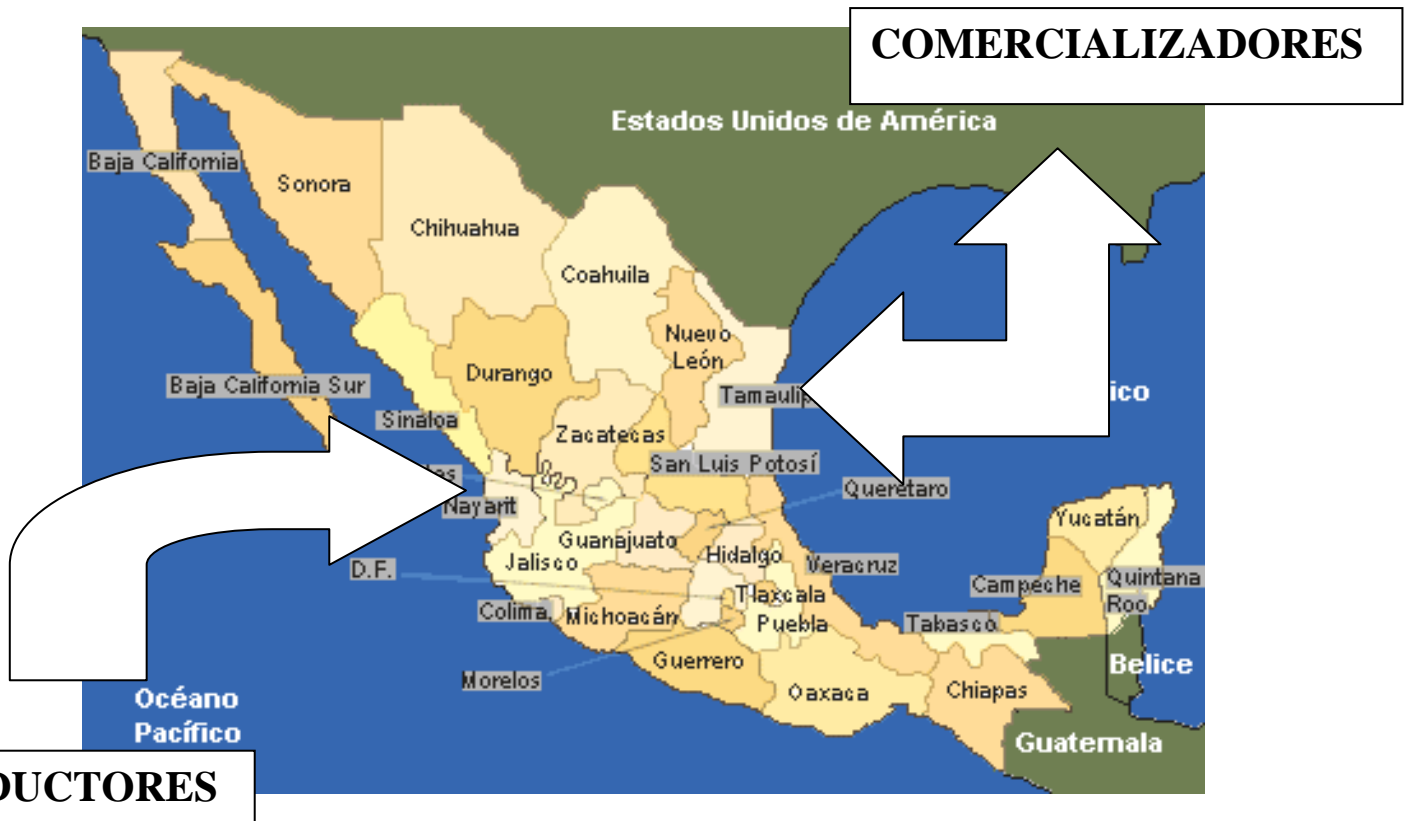 COMERCIALIZADORES
Estados Unidos de América
Baja California
Sonora
Chihuahua
Coahuila
Nuevo
León
Durango
Baja California Sur
Tamaulip
ico
Sinaloa
Zacatecas
San Luis Potosí
Querétaro
Nayarit
Guanajuato
Hidalgo
Yucatán
Jalisco
D.F.
Veracruz
Campeche
Quintana
Roo
Colima
Michoacán
Tlaxcala
Puebla
Tabasco
Guerrero
Belice
Morelos
Oaxaca
Chiapas
Océano
Pacífico
Guatemala
DUCTORES